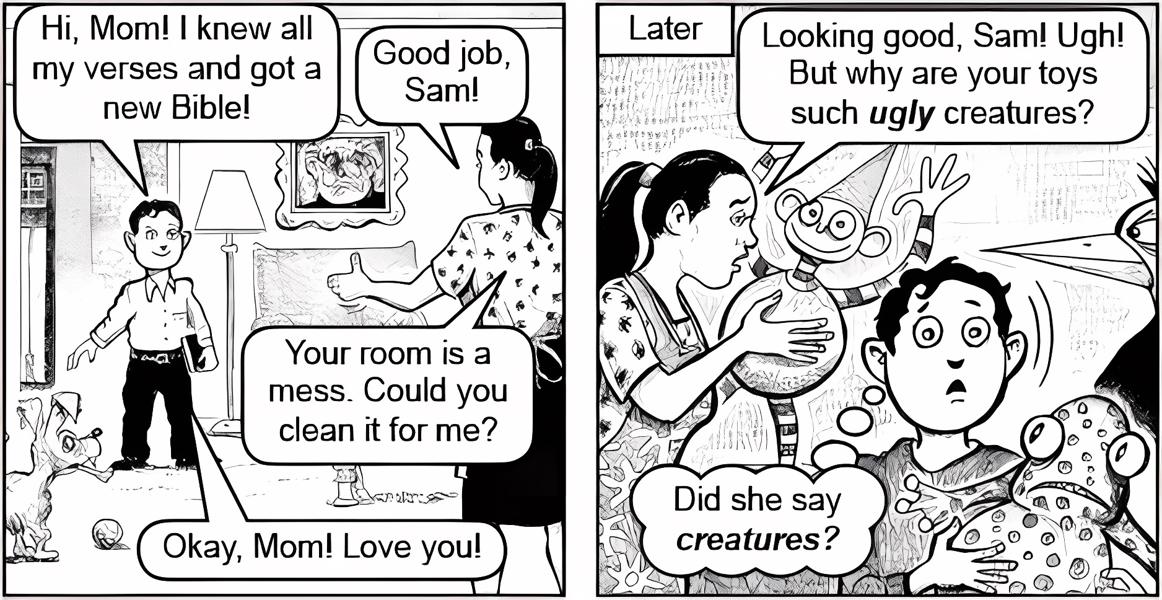 Hi, Mom! I knew all
my verses and got a
new Bible!
Good job,
Sam!
Your room is a
mess. Could you
clean it for me?
Okay, Mom! Love you!
Later
Looking good, Sam! Ugh!
But why are your toys
such ugly creatures?
Did she say
creatures?